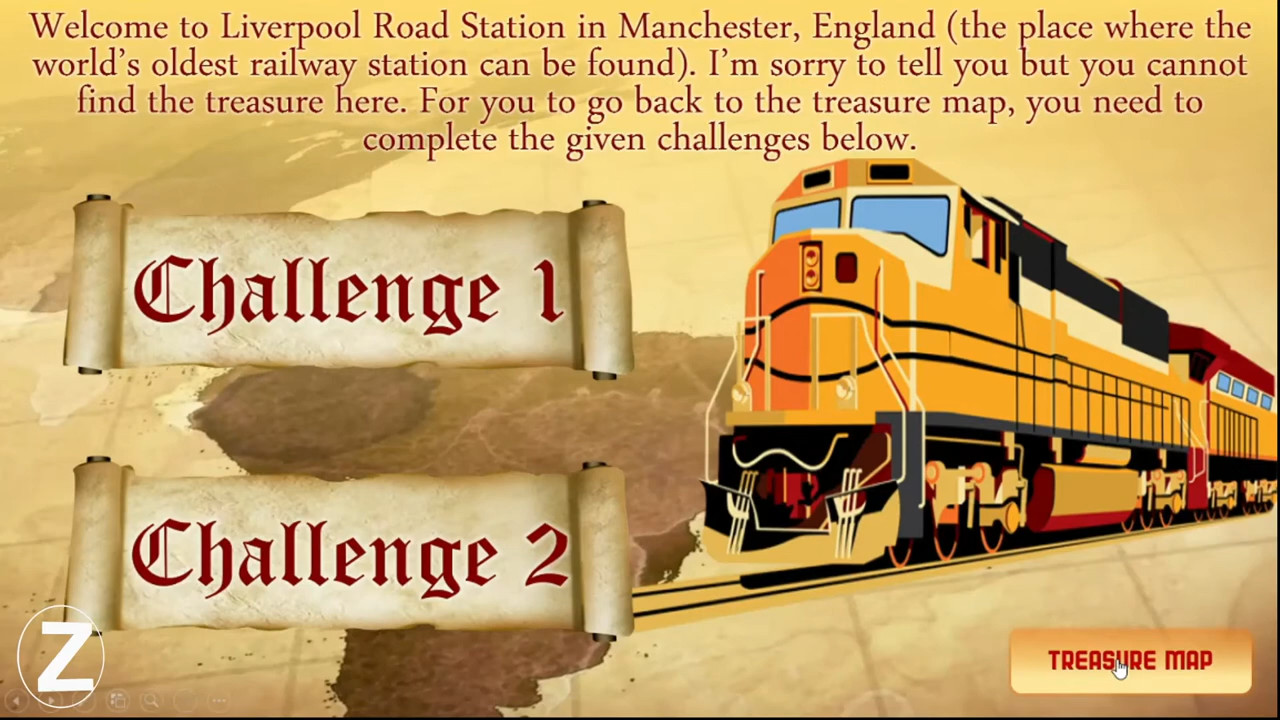 Welcome to Liverpool Road Station in Manchester, England (the place where the
world's oldest railway station can be found). I'm sorry to tell you but you cannot
find the treasure here. For you to go back to the treasure map, you need to
complete the given challenges below.
Challenge 1
Challenge 2
Z
TREASURE MAP